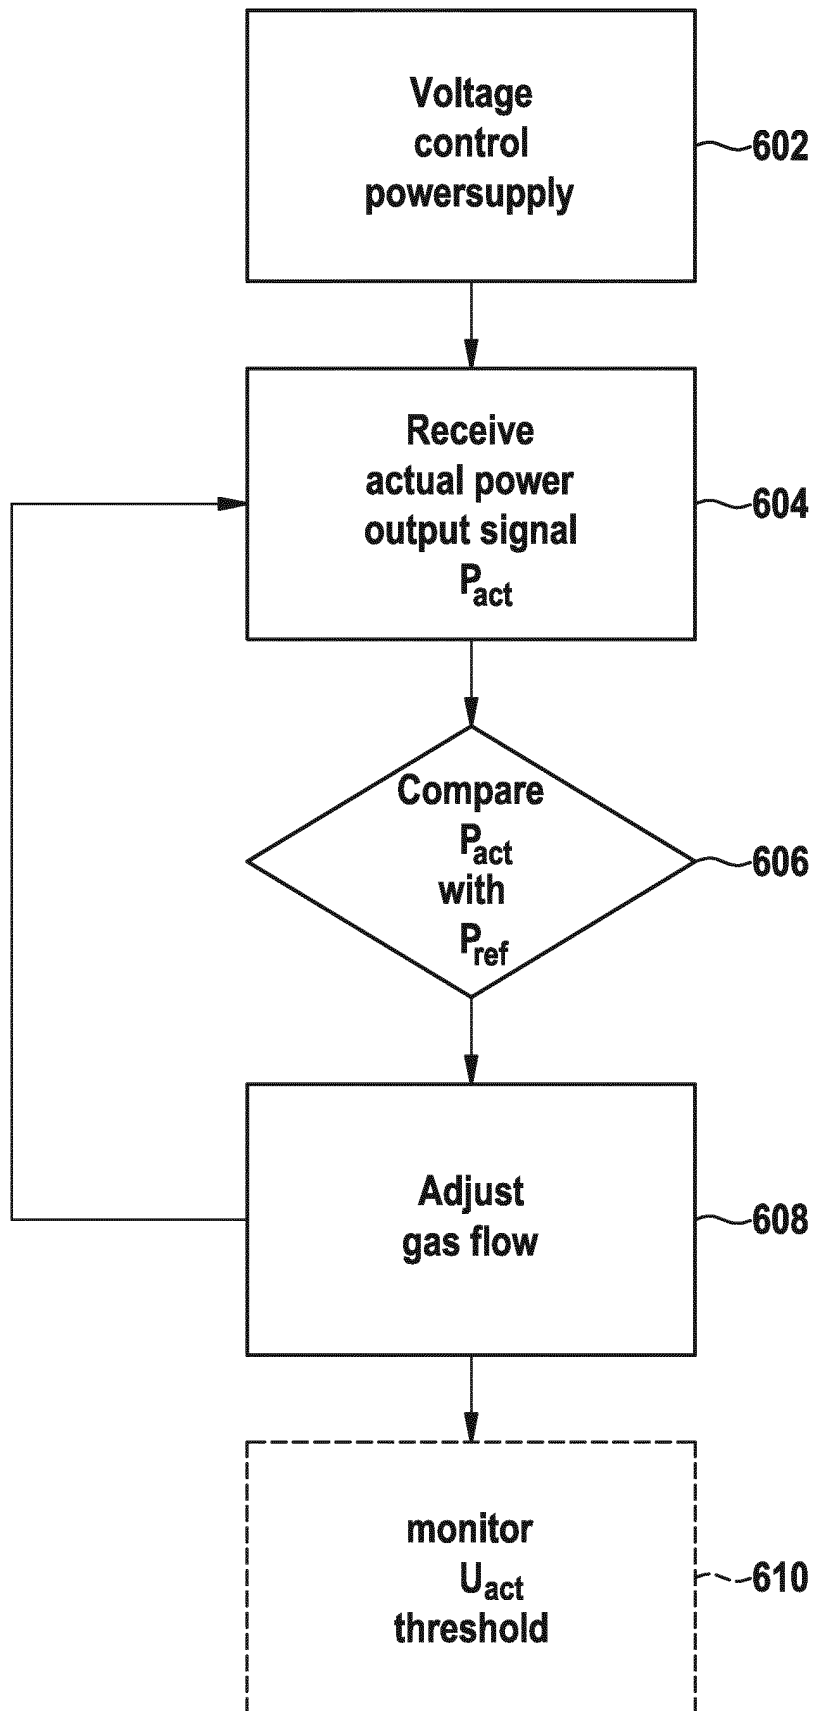 Voltage
control
powersupply
602
Receive
actual power
output signal
Pact
604
Compare
Pact
with
Pref
606
Adjust
gas flow
608
monitor
Uact
threshold
610